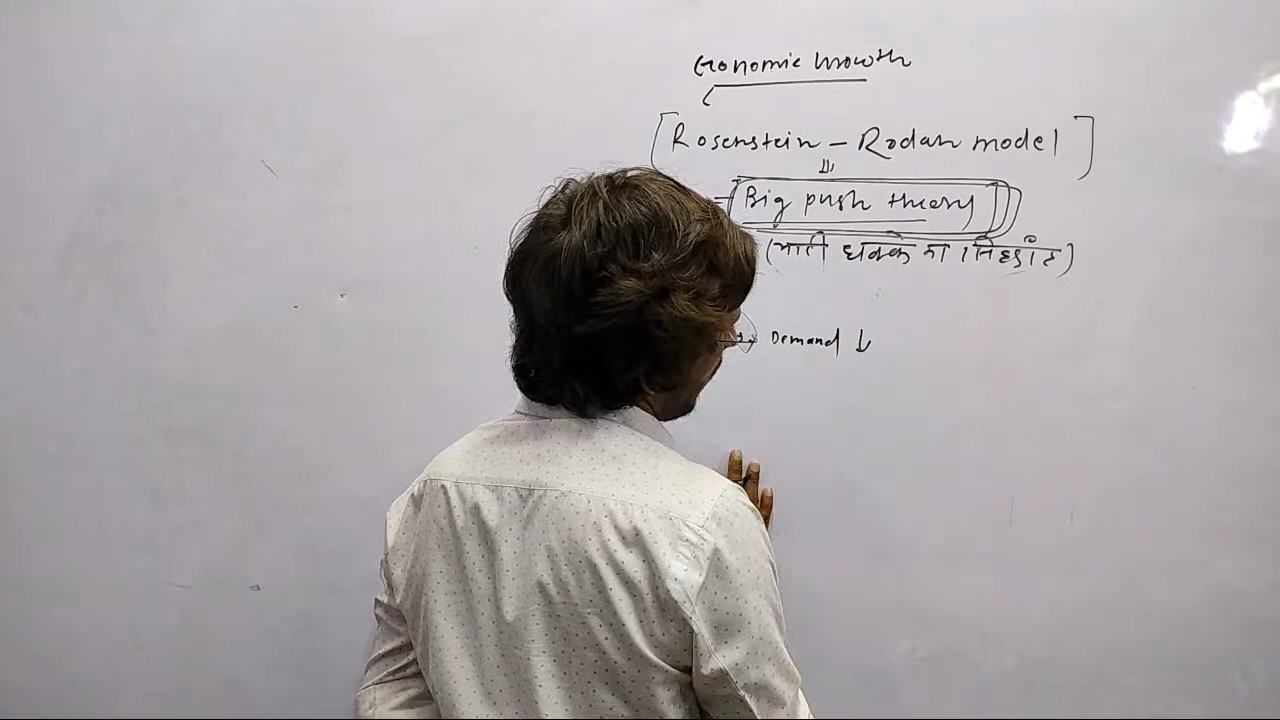 Economic Growth
[Rosenstein - Rodan model]
Big push theory
(भारी धक्के का सिद्धांत)
Demand ↓